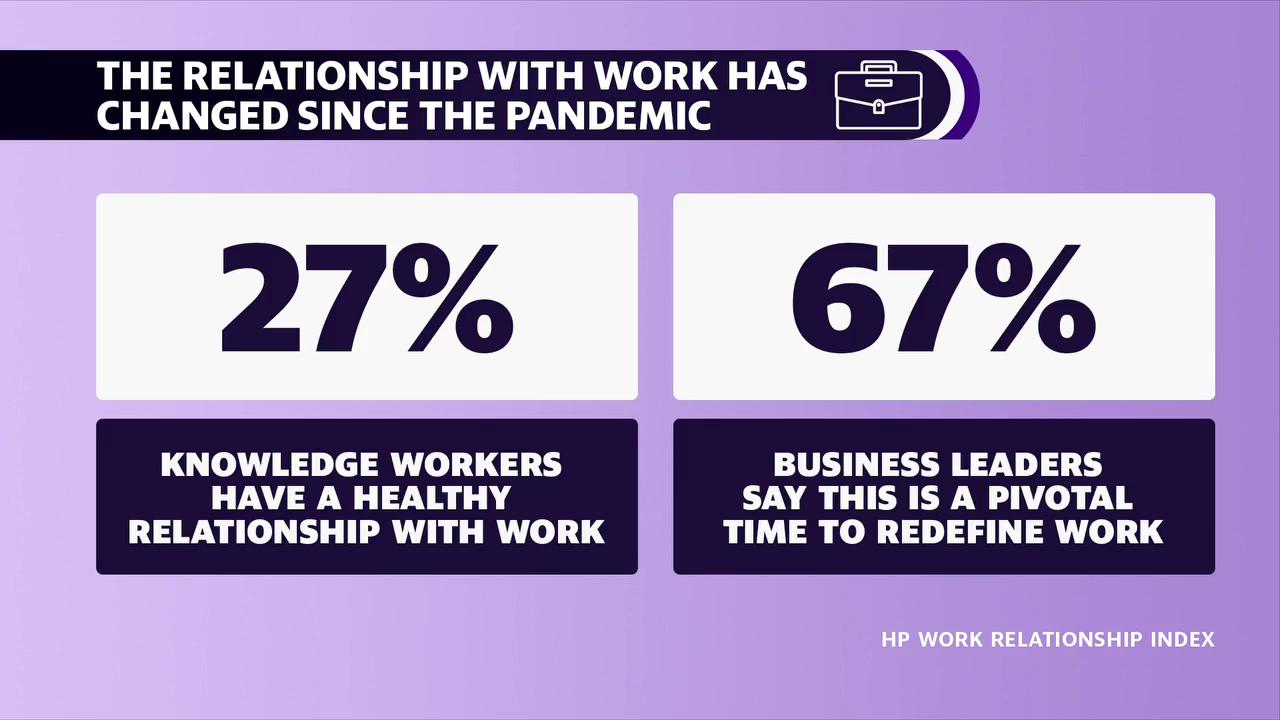 THE RELATIONSHIP WITH WORK HAS
CHANGED SINCE THE PANDEMIC
27%
KNOWLEDGE WORKERS
HAVE A HEALTHY
RELATIONSHIP WITH WORK
67%
BUSINESS LEADERS
SAY THIS IS A PIVOTAL
TIME TO REDEFINE WORK
HP WORK RELATIONSHIP INDEX